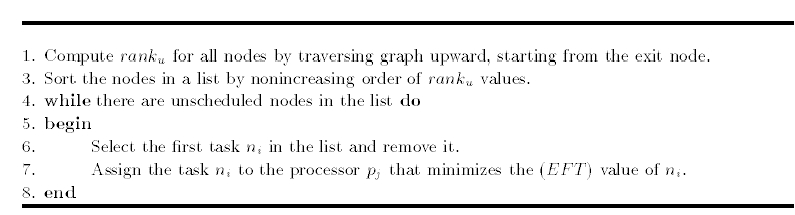 1. Compute rank_u for all nodes by traversing graph upward, starting from the exit node.
3. Sort the nodes in a list by nonincreasing order of rank_u values.
4. while there are unscheduled nodes in the list do
5. begin
6. Select the first task n_i in the list and remove it.
7. Assign the task n_i to the processor p_j that minimizes the (EFT) value of n_i.
8. end